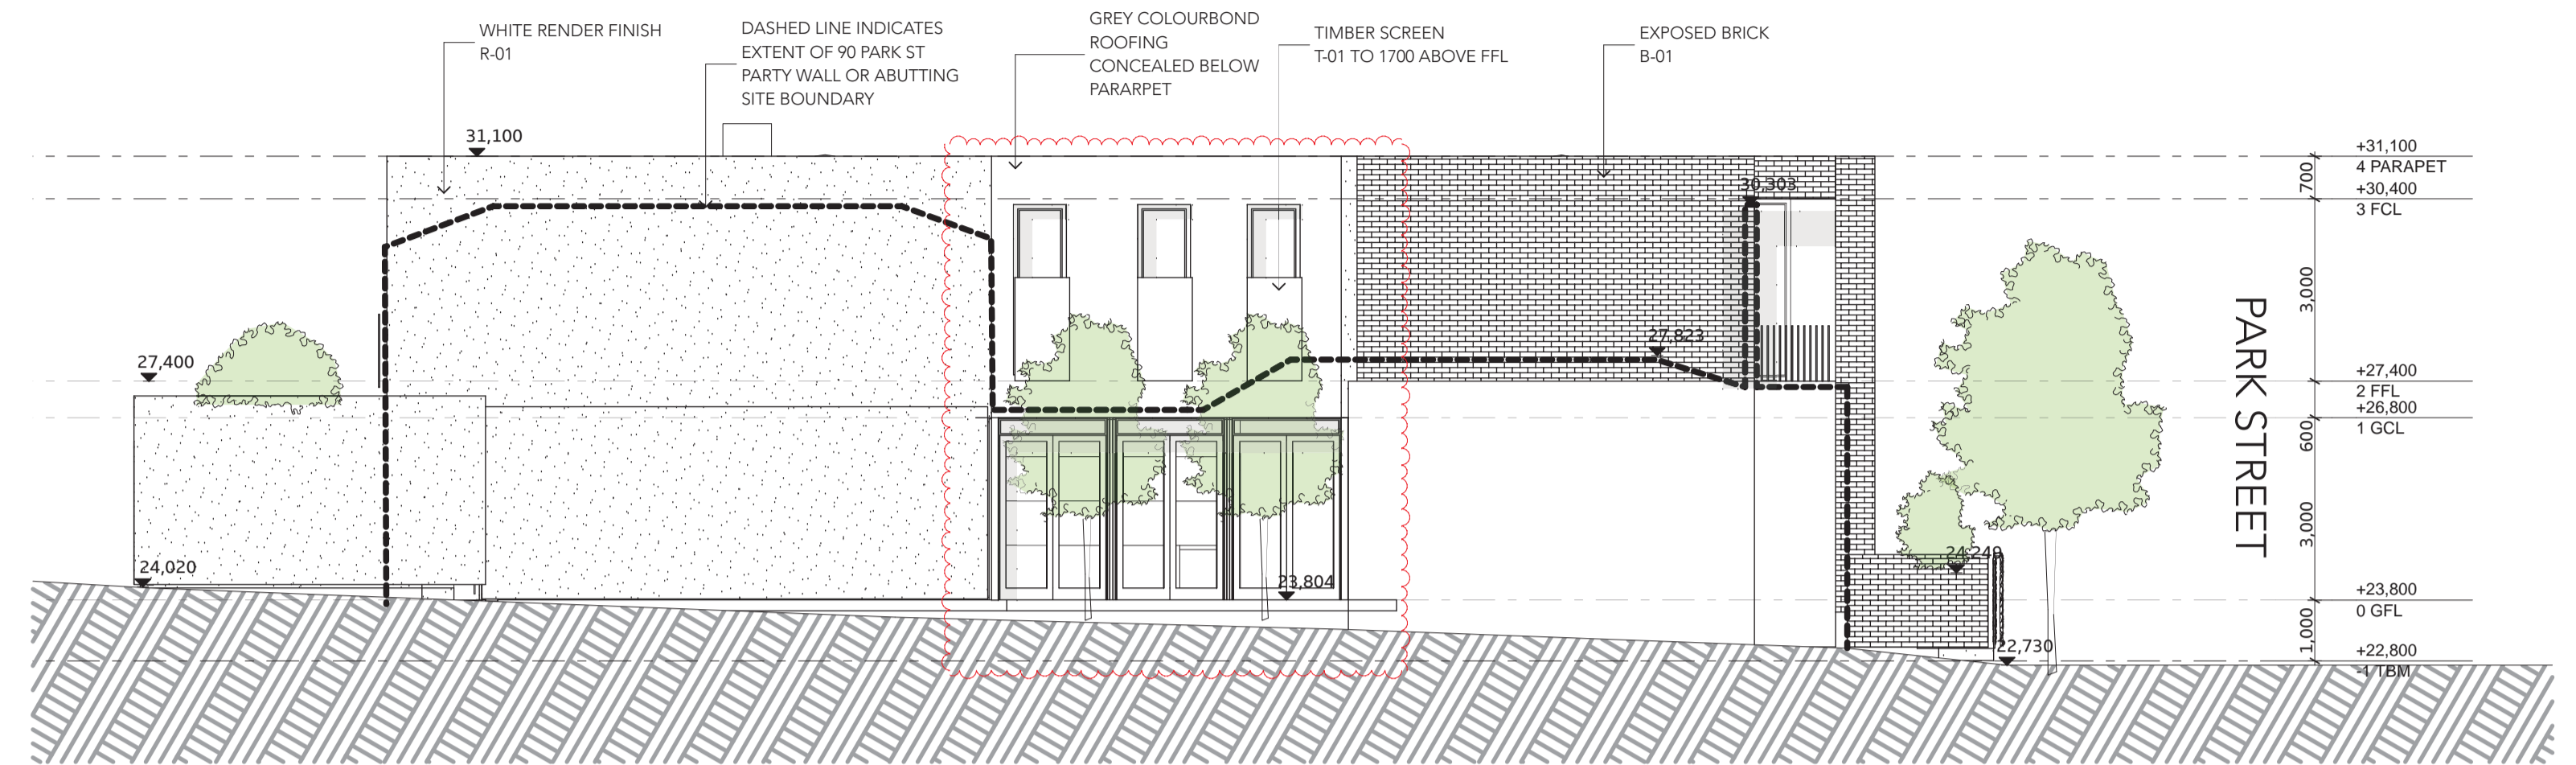 WHITE RENDER FINISH
R-01
DASHED LINE INDICATES
EXTENT OF 90 PARK ST
PARTY WALL OR ABUTTING
SITE BOUNDARY
GREY COLOURBOND
ROOFING
CONCEALED BELOW
PARARPET
TIMBER SCREEN
T-01 TO 1700 ABOVE FFL
EXPOSED BRICK
B-01
31,100
30,303
27,823
27,400
24,020
23,804
24,249
22,730
PARK STREET
700
3,000
600
3,000
1,000
+31,100
4 PARAPET
+30,400
3 FCL
+27,400
2 FFL
+26,800
1 GCL
+23,800
0 GFL
+22,800
-1 TBM